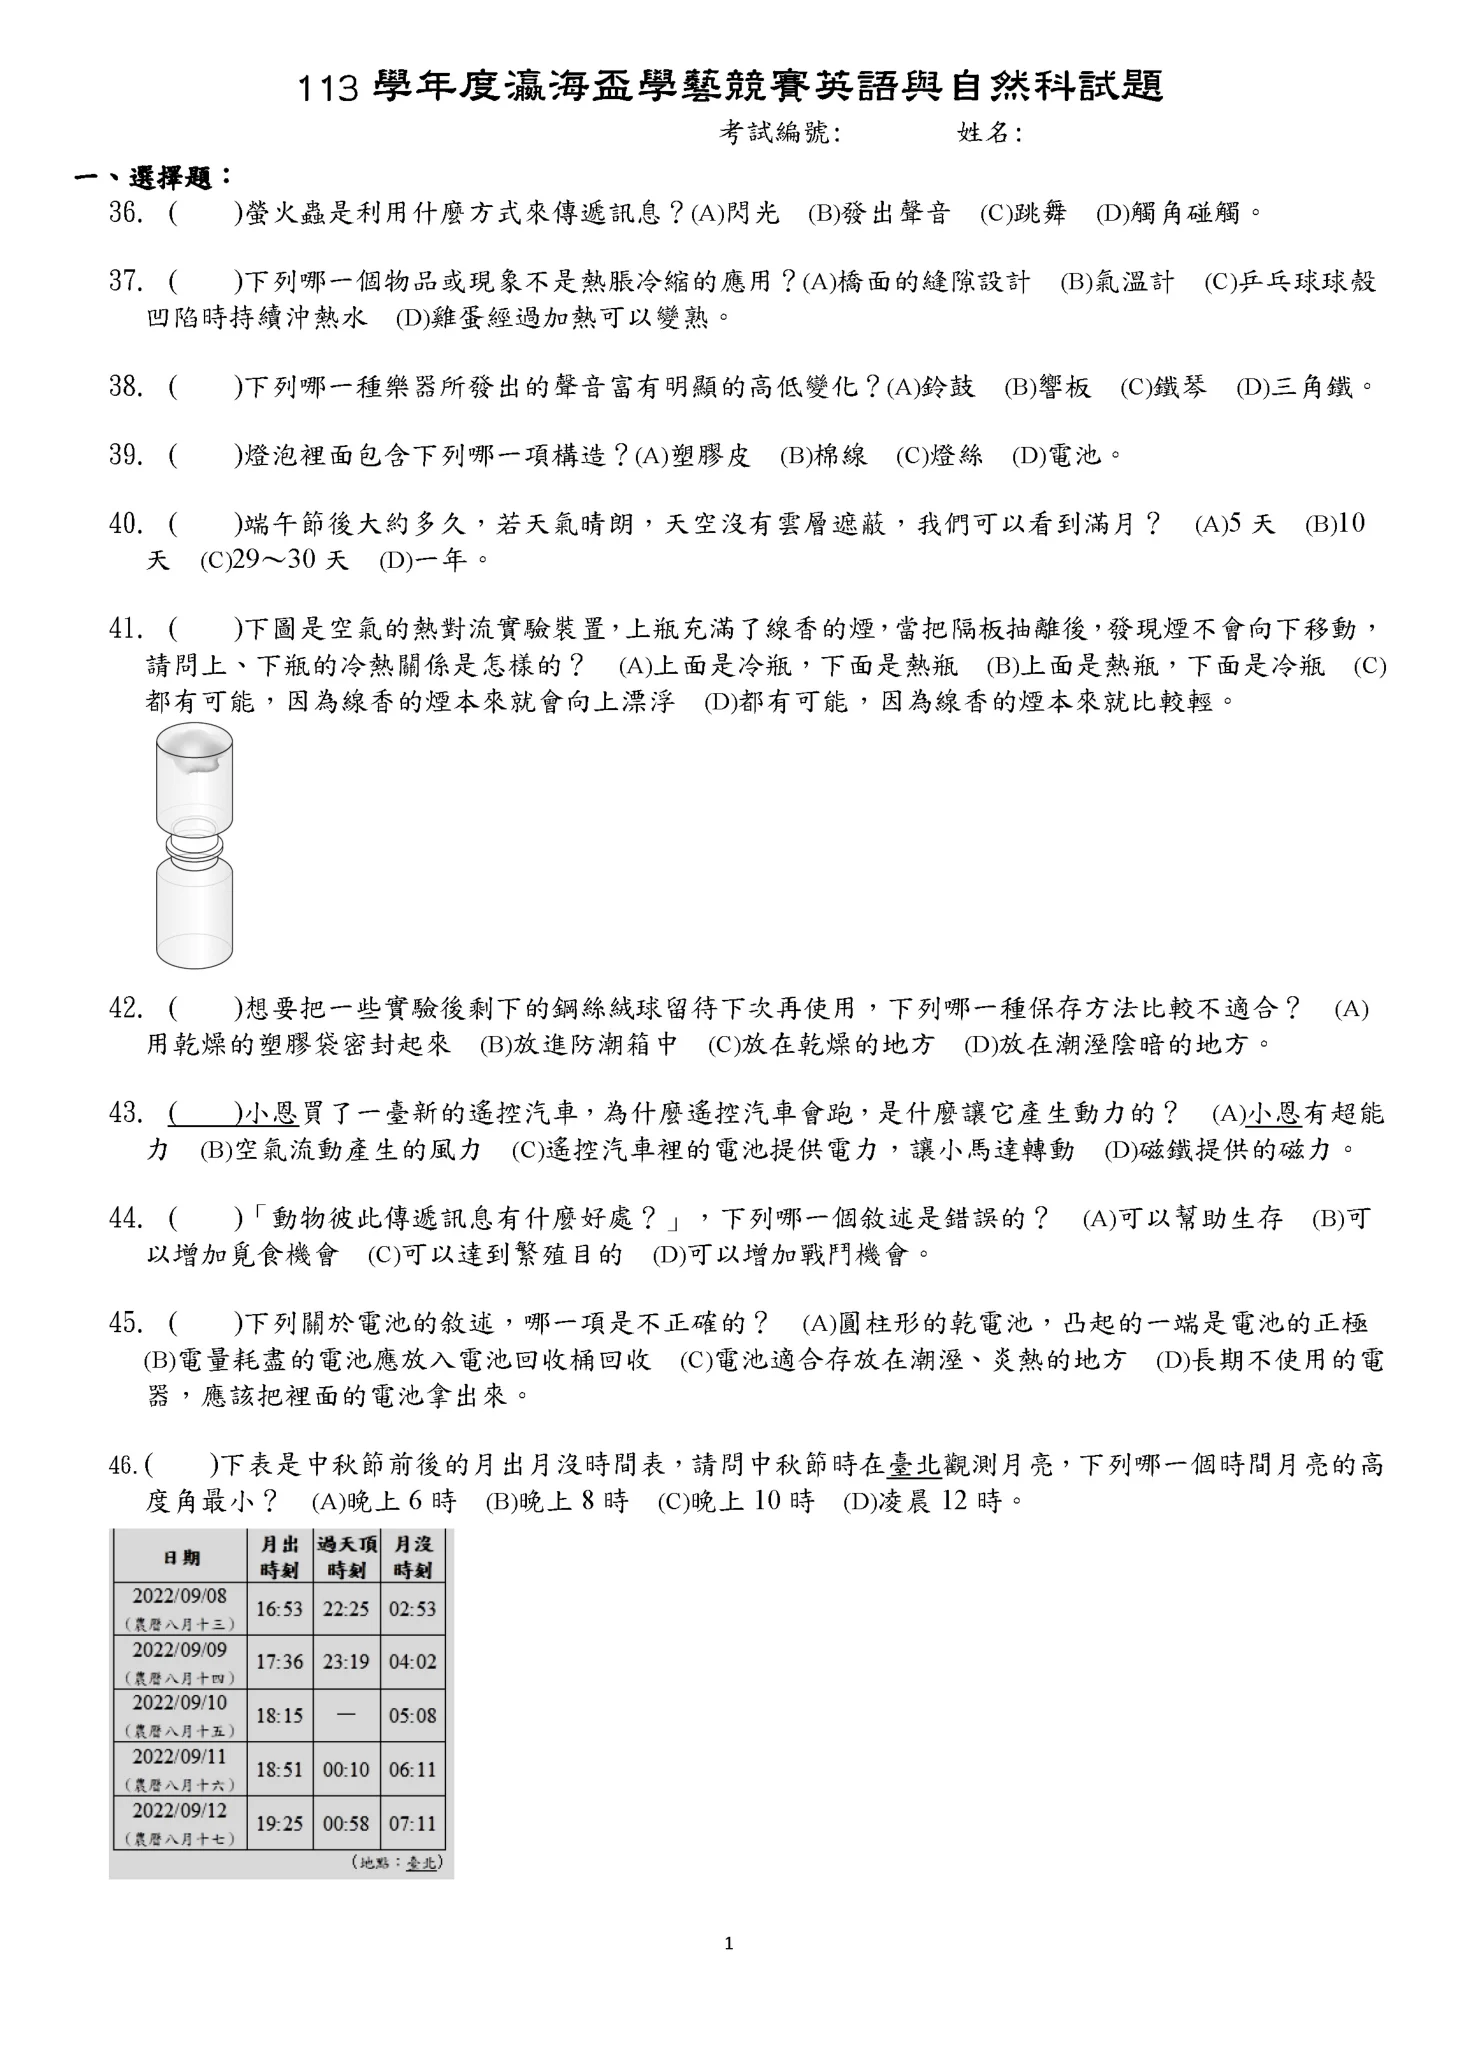 113 學年度瀛海盃學藝競賽英語與自然科試題
考試編號: 姓名:
一、選擇題：
36. ( )螢火蟲是利用什麼方式來傳遞訊息？(A)閃光 (B)發出聲音 (C)跳舞 (D)觸角碰觸。
37. ( )下列哪一個物品或現象不是熱脹冷縮的應用？(A)橋面的縫隙設計 (B)氣溫計 (C)乒乓球球殼
凹陷時持續沖熱水 (D)雞蛋經過加熱可以變熟。
38. ( )下列哪一種樂器所發出的聲音富有明顯的高低變化？(A)鈴鼓 (B)響板 (C)鐵琴 (D)三角鐵。
39. ( )燈泡裡面包含下列哪一項構造？(A)塑膠皮 (B)棉線 (C)燈絲 (D)電池。
40. ( )端午節後大約多久，若天氣晴朗，天空沒有雲層遮蔽，我們可以看到滿月？ (A)5 天 (B)10
天 (C)29～30 天 (D)一年。
41. ( )下圖是空氣的熱對流實驗裝置，上瓶充滿了線香的煙，當把隔板抽離後，發現煙不會向下移動，
請問上、下瓶的冷熱關係是怎樣的？ (A)上面是冷瓶，下面是熱瓶 (B)上面是熱瓶，下面是冷瓶 (C)
都有可能，因為線香的煙本來就會向上漂浮 (D)都有可能，因為線香的煙本來就比較輕。
42. ( )想要把一些實驗後剩下的鋼絲絨球留待下次再使用，下列哪一種保存方法比較不適合？ (A)
用乾燥的塑膠袋密封起來 (B)放進防潮箱中 (C)放在乾燥的地方 (D)放在潮溼陰暗的地方。
43. ( )小恩買了一臺新的遙控汽車，為什麼遙控汽車會跑，是什麼讓它產生動力的？ (A)小恩有超能
力 (B)空氣流動產生的風力 (C)遙控汽車裡的電池提供電力，讓小馬達轉動 (D)磁鐵提供的磁力。
44. ( )「動物彼此傳遞訊息有什麼好處？」，下列哪一個敘述是錯誤的？ (A)可以幫助生存 (B)可
以增加覓食機會 (C)可以達到繁殖目的 (D)可以增加戰鬥機會。
45. ( )下列關於電池的敘述，哪一項是不正確的？ (A)圓柱形的乾電池，凸起的一端是電池的正極
(B)電量耗盡的電池應放入電池回收桶回收 (C)電池適合存放在潮溼、炎熱的地方 (D)長期不使用的電
器，應該把裡面的電池拿出來。
46.( )下表是中秋節前後的月出月沒時間表，請問中秋節時在臺北觀測月亮，下列哪一個時間月亮的高
度角最小？ (A)晚上 6 時 (B)晚上 8 時 (C)晚上 10 時 (D)凌晨 12 時。
日期 月出時刻 過天頂時刻 月沒時刻
2022/09/08 (農曆八月十三) 16:53 22:25 02:53
2022/09/09 (農曆八月十四) 17:36 23:19 04:02
2022/09/10 (農曆八月十五) 18:15 — 05:08
2022/09/11 (農曆八月十六) 18:51 00:10 06:11
2022/09/12 (農曆八月十七) 19:25 00:58 07:11
(地點：臺北)
1